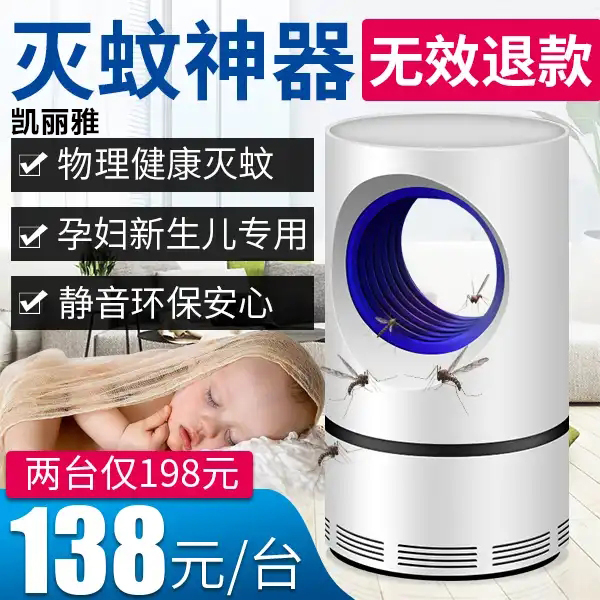 灭蚊神器
无效退款
凯丽雅
物理健康灭蚊
孕妇新生儿专用
静音环保安心
两台仅198元
138元/台